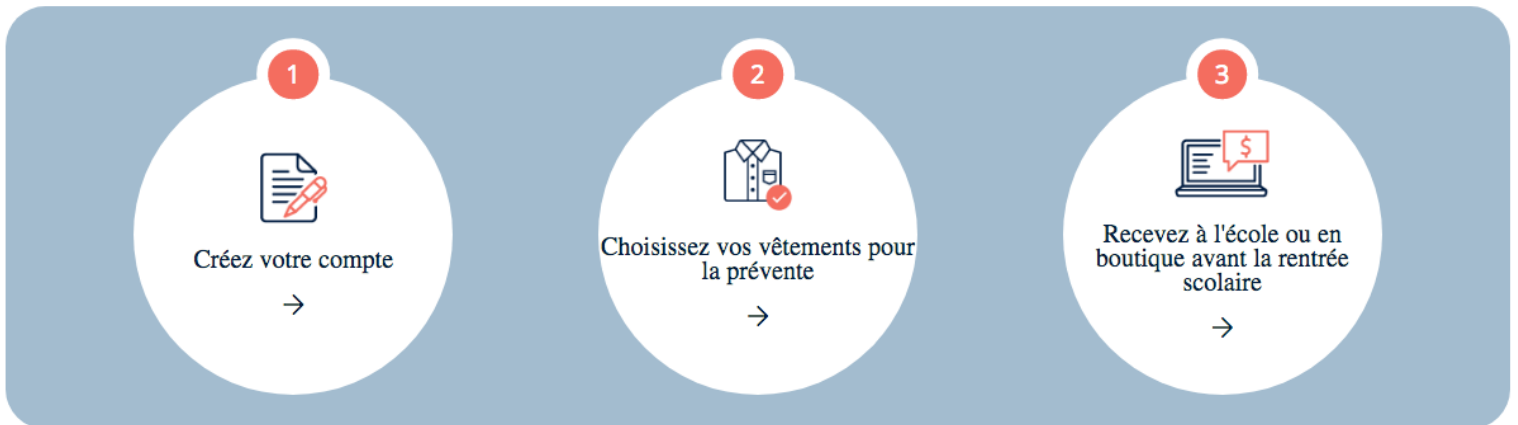 1
Créez votre compte
→
2
Choisissez vos vêtements pour
la prévente
→
3
$
Recevez à l'école ou en
boutique avant la rentrée
scolaire
→